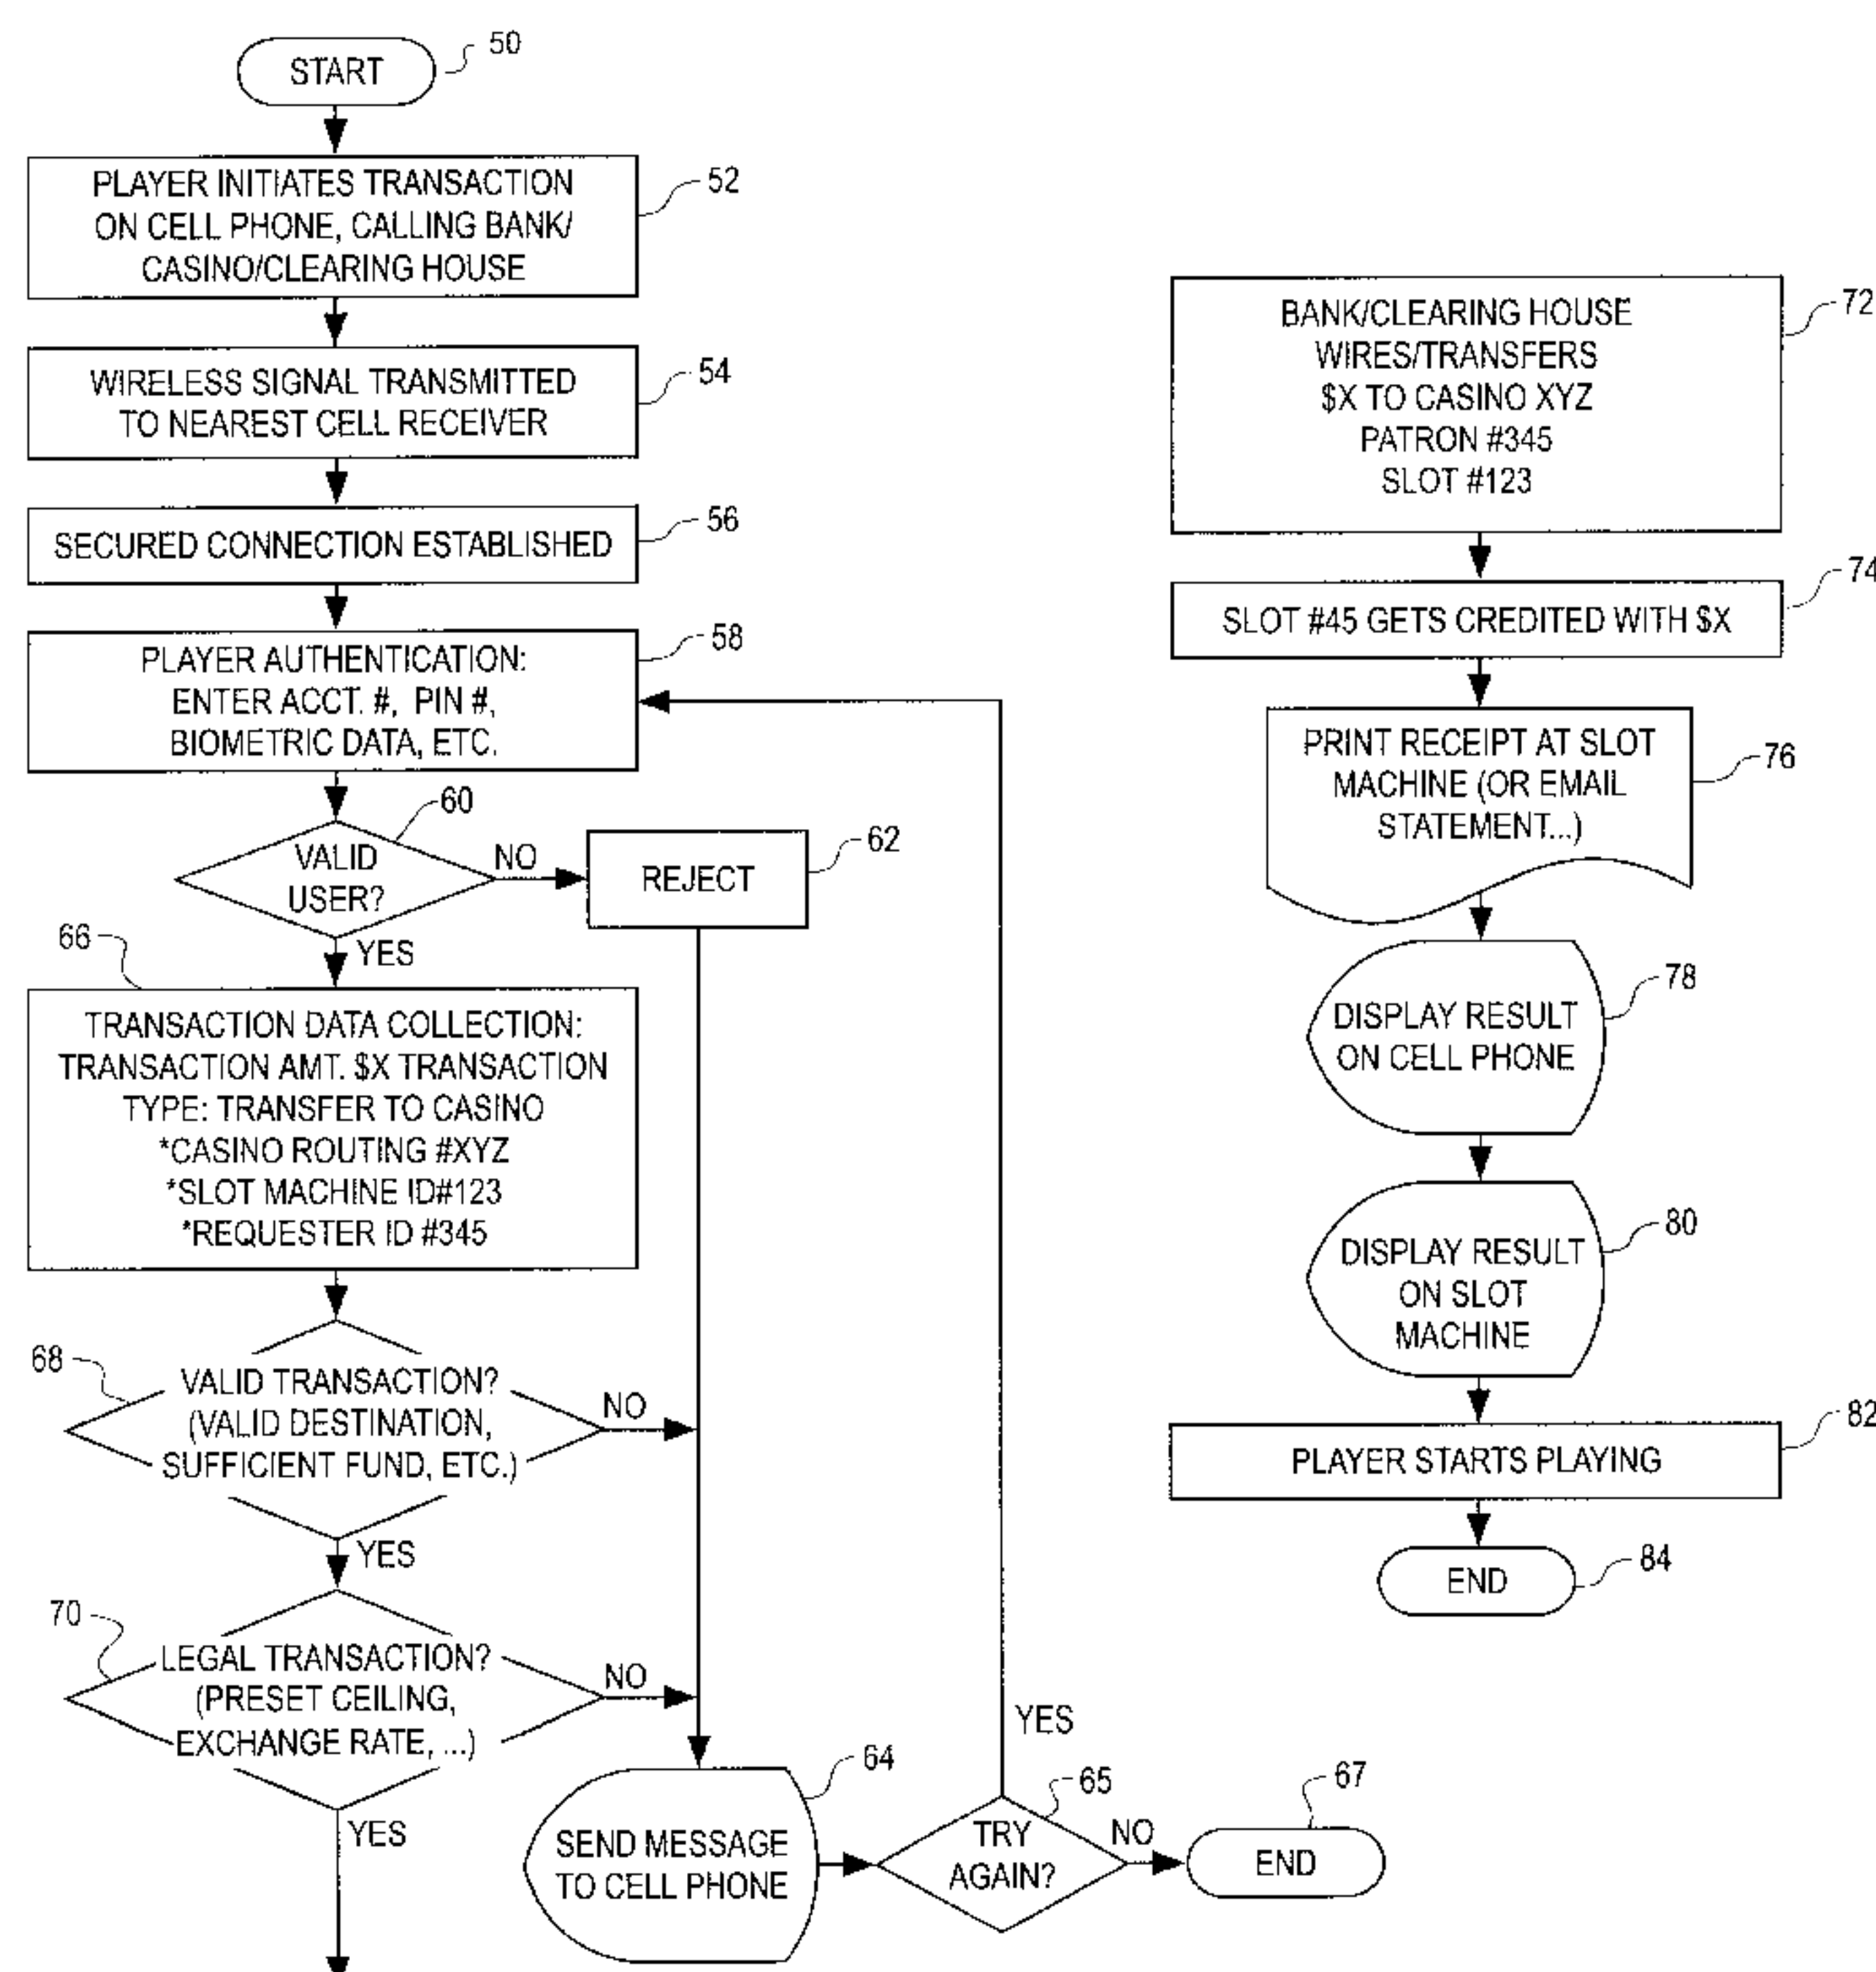 START
50
PLAYER INITIATES TRANSACTION
ON CELL PHONE, CALLING BANK/
CASINO/CLEARING HOUSE
52
WIRELESS SIGNAL TRANSMITTED
TO NEAREST CELL RECEIVER
54
SECURED CONNECTION ESTABLISHED
56
PLAYER AUTHENTICATION:
ENTER ACCT. #, PIN #,
BIOMETRIC DATA, ETC.
58
VALID
USER?
60
NO
REJECT
62
YES
66
TRANSACTION DATA COLLECTION:
TRANSACTION AMT. $X TRANSACTION
TYPE: TRANSFER TO CASINO
*CASINO ROUTING #XYZ
*SLOT MACHINE ID#123
*REQUESTER ID #345
68
VALID TRANSACTION?
(VALID DESTINATION,
SUFFICIENT FUND, ETC.)
NO
YES
70
LEGAL TRANSACTION?
(PRESET CEILING,
EXCHANGE RATE, ...)
NO
YES
SEND MESSAGE
TO CELL PHONE
64
TRY
AGAIN?
65
YES
NO
END
67
BANK/CLEARING HOUSE
WIRES/TRANSFERS
$X TO CASINO XYZ
PATRON #345
SLOT #123
72
SLOT #45 GETS CREDITED WITH $X
74
PRINT RECEIPT AT SLOT
MACHINE (OR EMAIL
STATEMENT...)
76
DISPLAY RESULT
ON CELL PHONE
78
DISPLAY RESULT
ON SLOT
MACHINE
80
PLAYER STARTS PLAYING
82
END
84